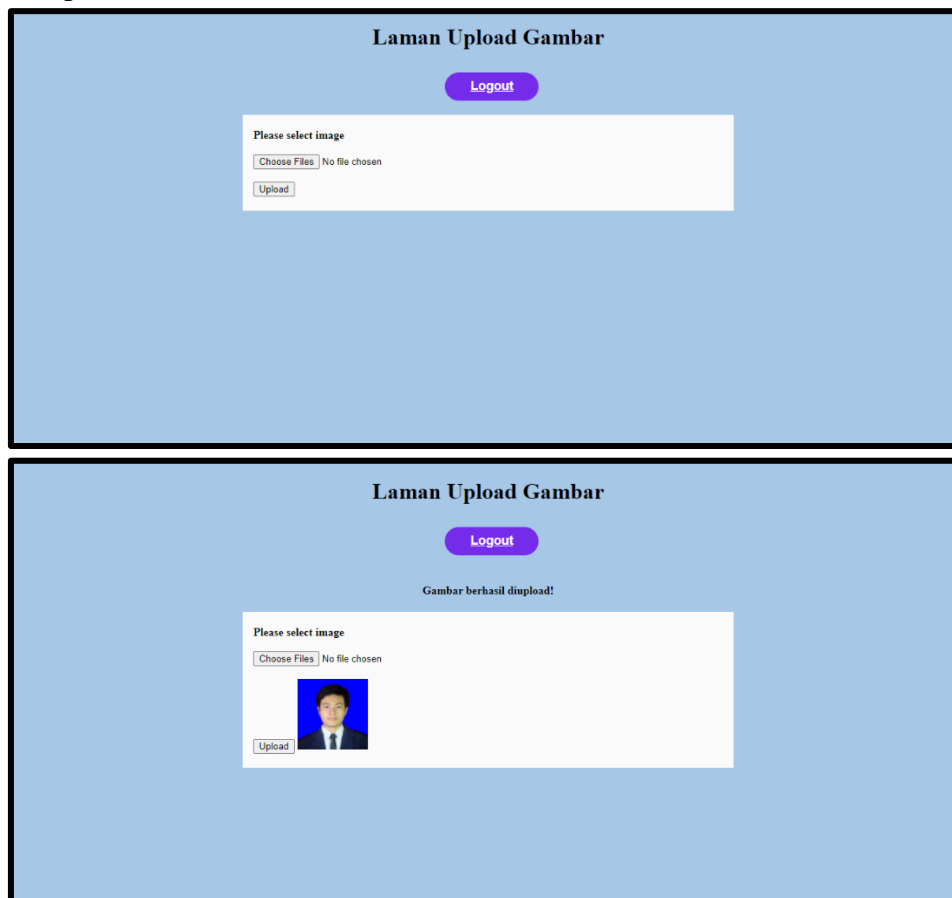 Laman Upload Gambar
Logout
Please select image
Choose Files No file chosen
Upload
Laman Upload Gambar
Logout
Gambar berhasil diupload!
Please select image
Choose Files No file chosen
Upload